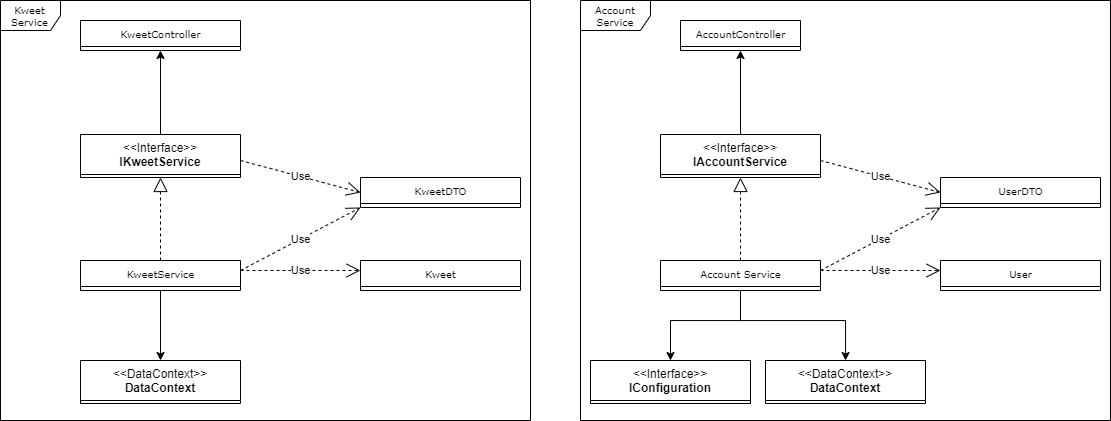 Kweet
Service
KweetController
<<Interface>>
IKweetService
Use
KweetDTO
Use
KweetService
Use
Kweet
<<DataContext>>
DataContext
Account
Service
AccountController
<<Interface>>
IAccountService
Use
UserDTO
Use
Account Service
Use
User
<<Interface>>
IConfiguration
<<DataContext>>
DataContext